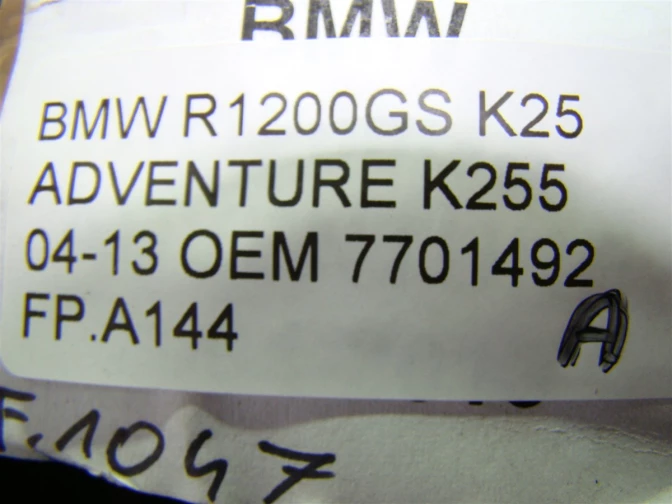 BMW
BMW R1200GS K25
ADVENTURE K255
04-13 OEM 7701492
FP.A144
A
F.1047